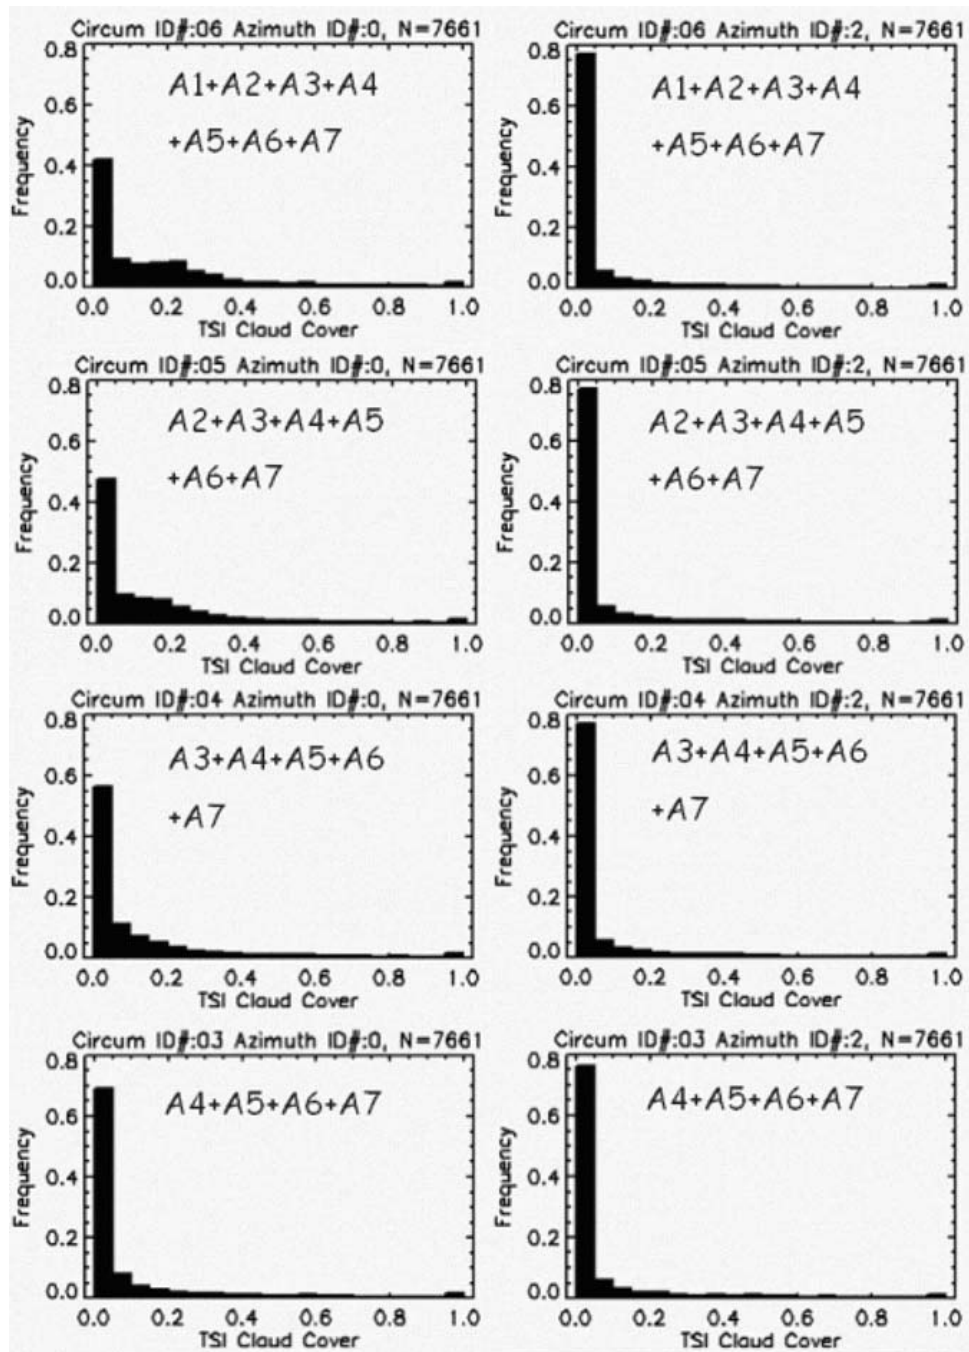 Circum ID#:06 Azimuth ID#:0, N=7661
0.8
0.6
0.4
0.2
0.0
Frequency
A1+A2+A3+A4
+A5+A6+A7
0.0 0.2 0.4 0.6 0.8 1.0
TSI Claud Cover
Circum ID#:06 Azimuth ID#:2, N=7661
0.8
0.6
0.4
0.2
0.0
Frequency
A1+A2+A3+A4
+A5+A6+A7
0.0 0.2 0.4 0.6 0.8 1.0
TSI Claud Cover
Circum ID#:05 Azimuth ID#:0, N=7661
0.8
0.6
0.4
0.2
0.0
Frequency
A2+A3+A4+A5
+A6+A7
0.0 0.2 0.4 0.6 0.8 1.0
TSI Claud Cover
Circum ID#:05 Azimuth ID#:2, N=7661
0.8
0.6
0.4
0.2
0.0
Frequency
A2+A3+A4+A5
+A6+A7
0.0 0.2 0.4 0.6 0.8 1.0
TSI Claud Cover
Circum ID#:04 Azimuth ID#:0, N=7661
0.8
0.6
0.4
0.2
0.0
Frequency
A3+A4+A5+A6
+A7
0.0 0.2 0.4 0.6 0.8 1.0
TSI Claud Cover
Circum ID#:04 Azimuth ID#:2, N=7661
0.8
0.6
0.4
0.2
0.0
Frequency
A3+A4+A5+A6
+A7
0.0 0.2 0.4 0.6 0.8 1.0
TSI Claud Cover
Circum ID#:03 Azimuth ID#:0, N=7661
0.8
0.6
0.4
0.2
0.0
Frequency
A4+A5+A6+A7
0.0 0.2 0.4 0.6 0.8 1.0
TSI Claud Cover
Circum ID#:03 Azimuth ID#:2, N=7661
0.8
0.6
0.4
0.2
0.0
Frequency
A4+A5+A6+A7
0.0 0.2 0.4 0.6 0.8 1.0
TSI Claud Cover